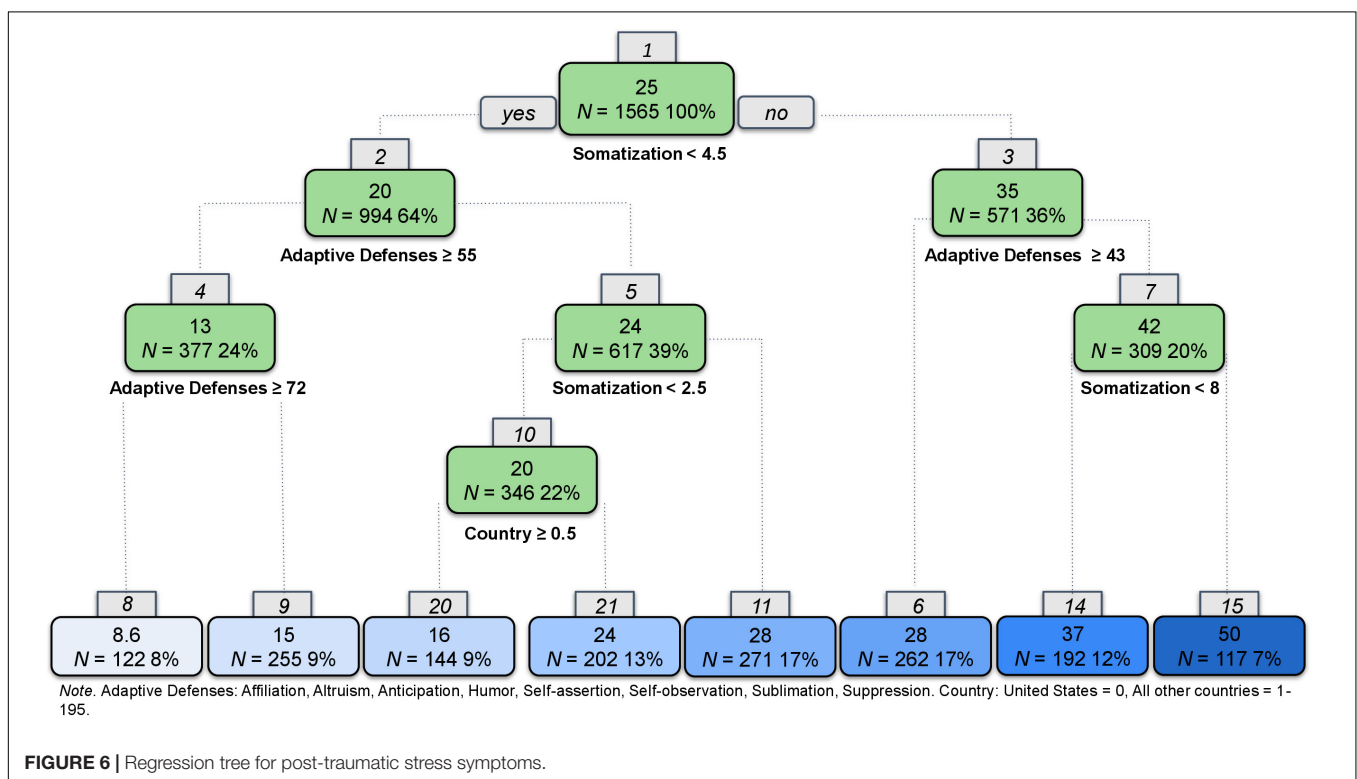 1
25
yes N = 1565 100% no
Somatization < 4.5
2 3
20 35
N = 994 64% N = 571 36%
Adaptive Defenses ≥ 55 Adaptive Defenses ≥ 43
4 5 7
13 24 42
N = 377 24% N = 617 39% N = 309 20%
Adaptive Defenses ≥ 72 Somatization < 2.5 Somatization < 8
10
20
N = 346 22%
Country ≥ 0.5
8 9 20 21 11 6 14 15
8.6 15 16 24 28 28 37 50
N = 122 8% N = 255 9% N = 144 9% N = 202 13% N = 271 17% N = 262 17% N = 192 12% N = 117 7%
Note. Adaptive Defenses: Affiliation, Altruism, Anticipation, Humor, Self-assertion, Self-observation, Sublimation, Suppression. Country: United States = 0, All other countries = 1-
195.
FIGURE 6 | Regression tree for post-traumatic stress symptoms.